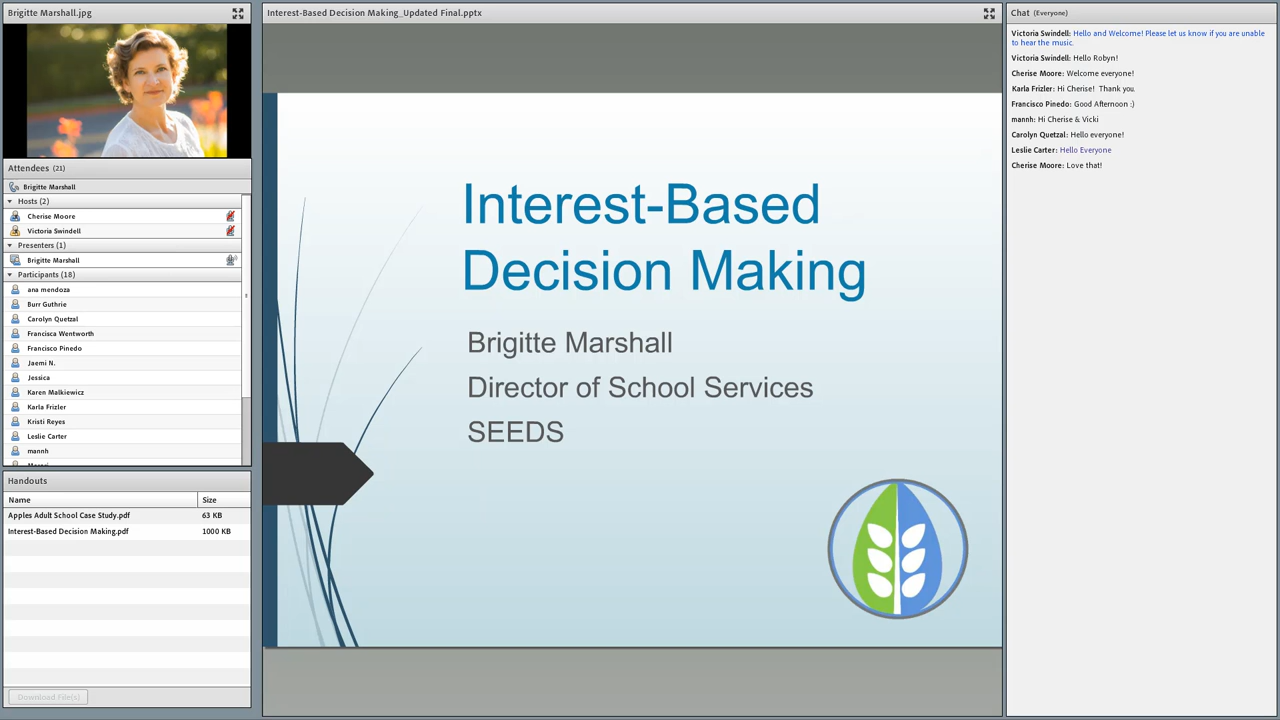 Brigitte Marshall.jpg
Attendees (21)
Brigitte Marshall
Hosts (2)
Cherise Moore
Victoria Swindell
Presenters (1)
Brigitte Marshall
Participants (18)
ana mendoza
Burr Guthrie
Carolyn Quetzal
Francisca Wentworth
Francisco Pinedo
Jaemi N.
Jessica
Karen Malkiewicz
Karla Frizler
Kristi Reyes
Leslie Carter
mannh
Handouts
Name Size
Apples Adult School Case Study.pdf 63 KB
Interest-Based Decision Making.pdf 1000 KB
Download File(s)
Interest-Based Decision Making_Updated Final.pptx
Interest-Based
Decision Making
Brigitte Marshall
Director of School Services
SEEDS
Chat (Everyone)
Victoria Swindell: Hello and Welcome! Please let us know if you are unable
to hear the music.
Victoria Swindell: Hello Robyn!
Cherise Moore: Welcome everyone!
Karla Frizler: Hi Cherise! Thank you.
Francisco Pinedo: Good Afternoon :)
mannh: Hi Cherise & Vicki
Carolyn Quetzal: Hello everyone!
Leslie Carter: Hello Everyone
Cherise Moore: Love that!